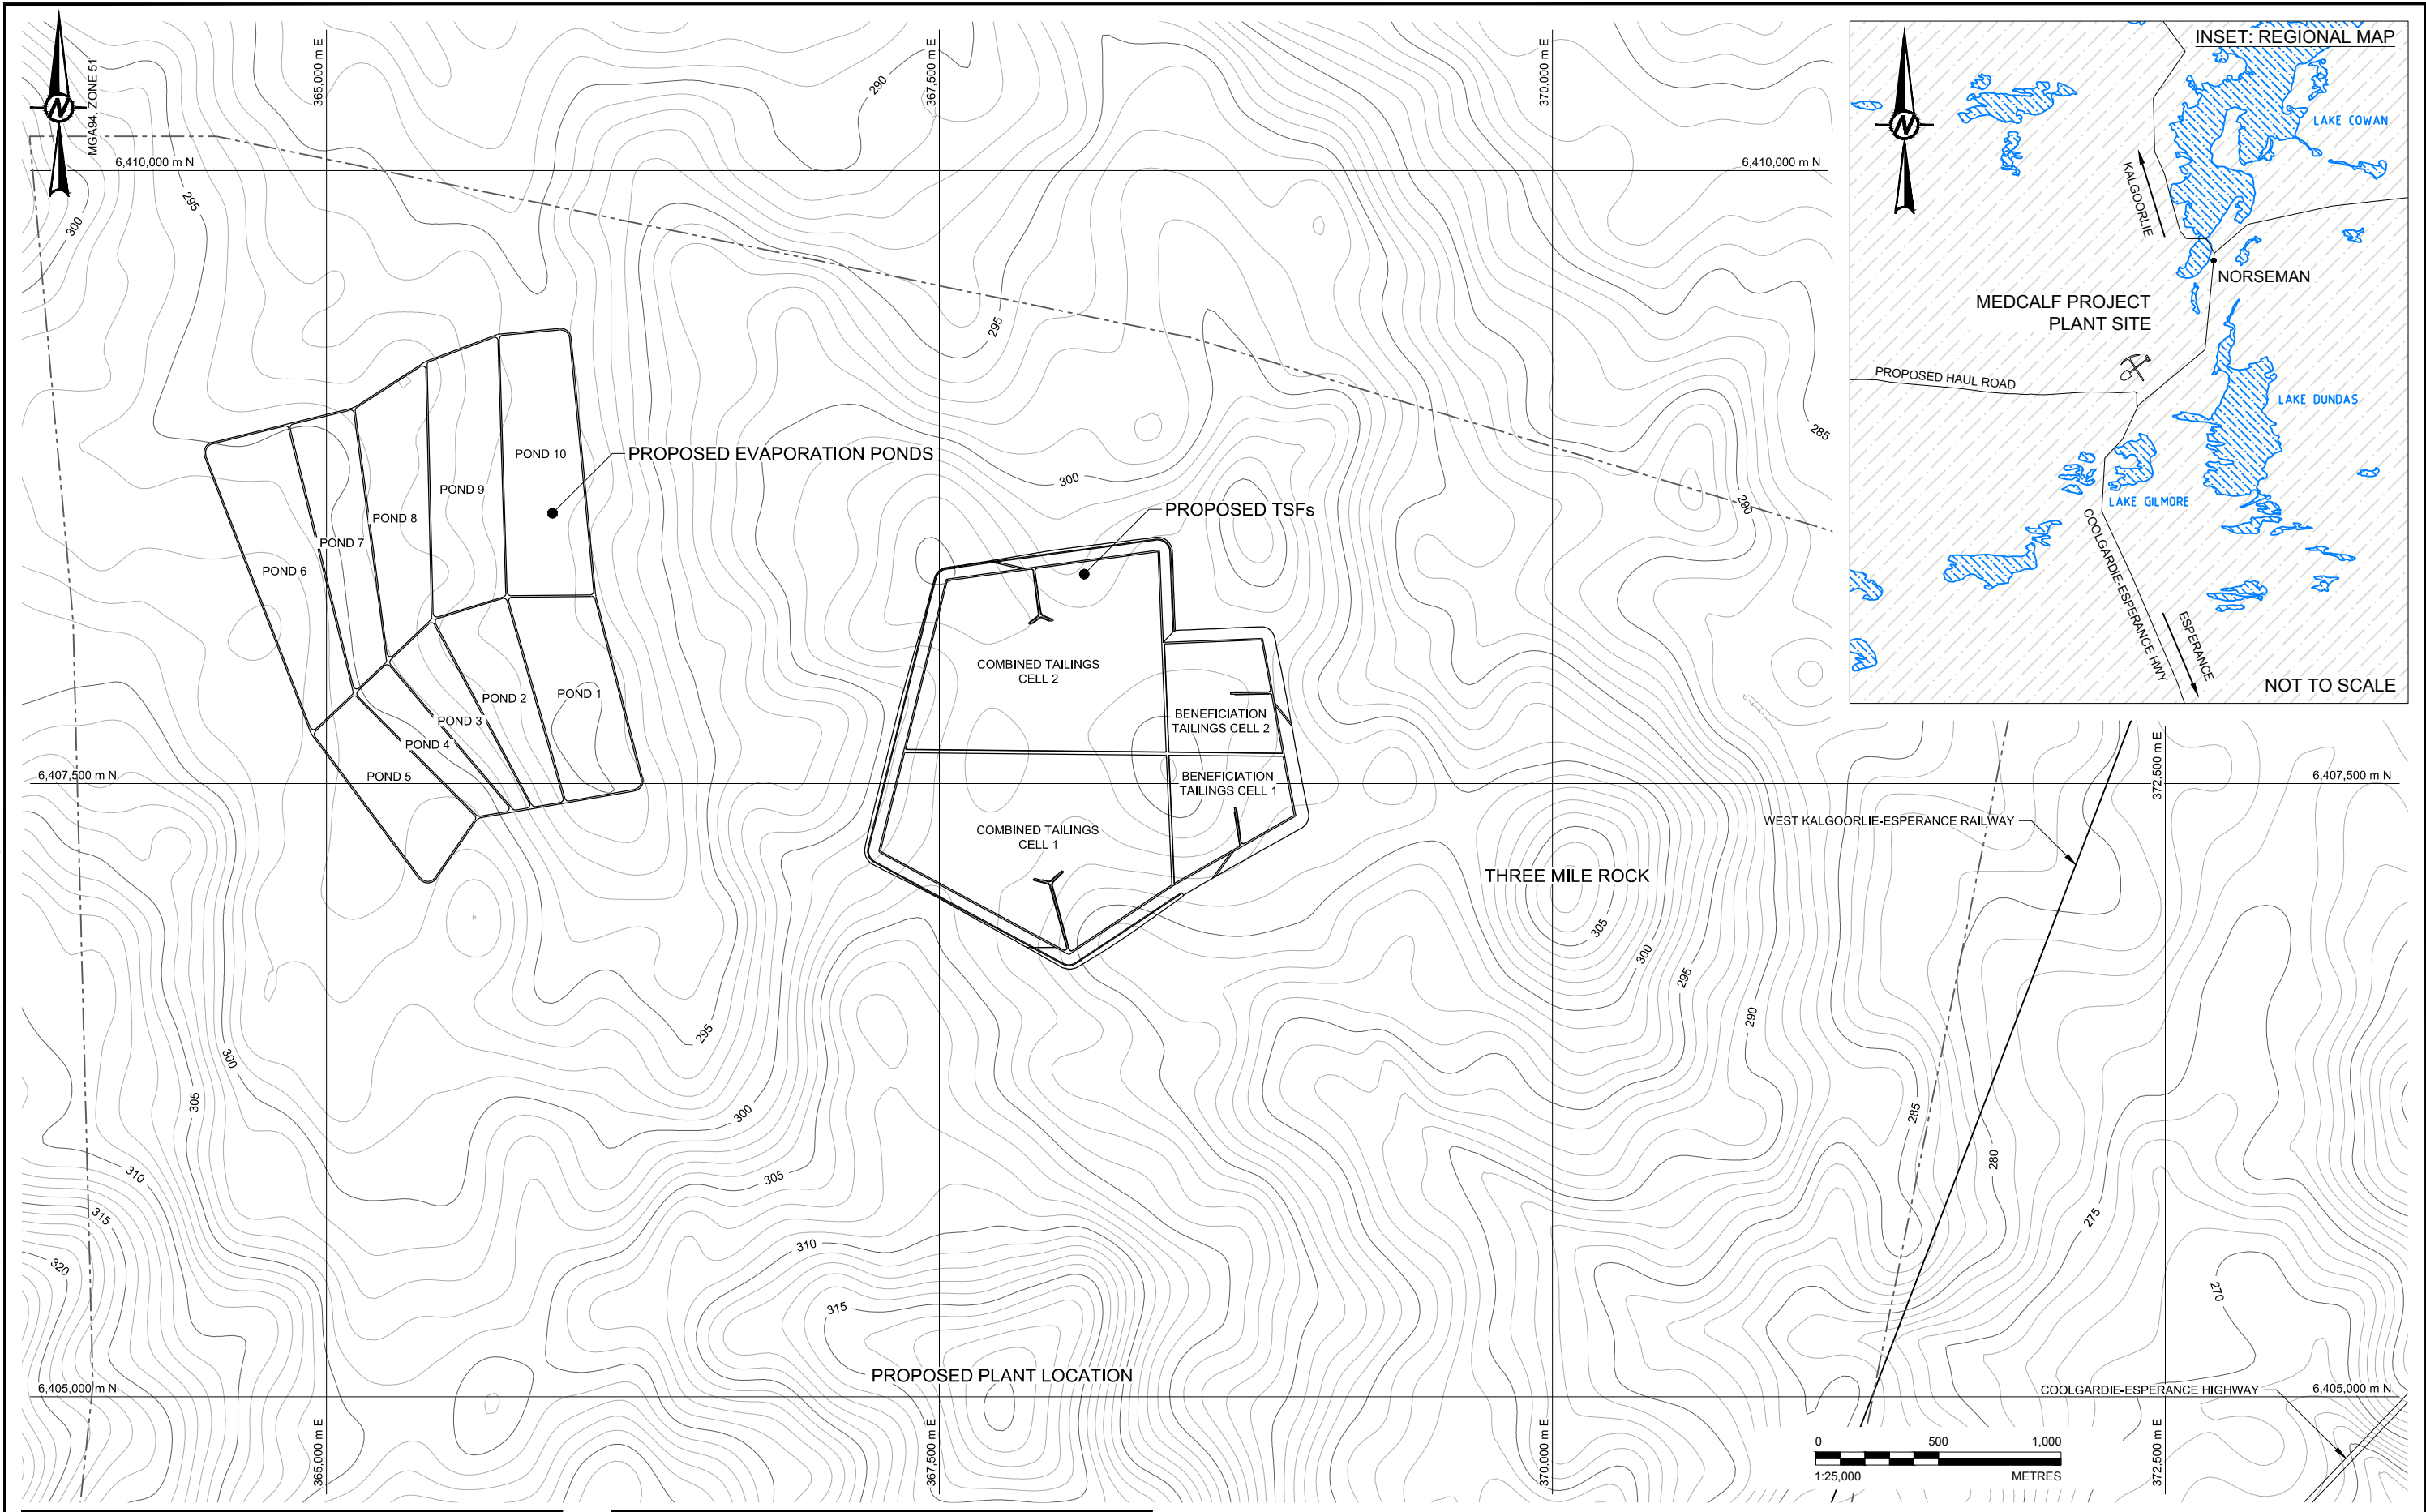 INSET: REGIONAL MAP
N
MGA94, ZONE 51
365,000 m E
367,500 m E
370,000 m E
6,410,000 m N
6,410,000 m N
LAKE COWAN
KALGOORLIE
N
NORSEMAN
MEDCALF PROJECT
PLANT SITE
PROPOSED HAUL ROAD
LAKE DUNDAS
LAKE GILMORE
COOLGARDIE-ESPERANCE HWY
ESPERANCE
NOT TO SCALE
290
295
300
295
300
285
290
PROPOSED EVAPORATION PONDS
POND 10
POND 9
POND 8
POND 7
POND 6
POND 1
POND 2
POND 3
POND 4
POND 5
PROPOSED TSFs
COMBINED TAILINGS
CELL 2
BENEFICIATION
TAILINGS CELL 2
BENEFICIATION
TAILINGS CELL 1
COMBINED TAILINGS
CELL 1
6,407,500 m N
6,407,500 m N
372,500 m E
WEST KALGOORLIE-ESPERANCE RAILWAY
THREE MILE ROCK
305
300
295
290
295
300
305
300
305
310
315
320
310
315
285
280
275
270
PROPOSED PLANT LOCATION
6,405,000 m N
6,405,000 m N
COOLGARDIE-ESPERANCE HIGHWAY
365,000 m E
367,500 m E
370,000 m E
372,500 m E
0 500 1,000
1:25,000 METRES